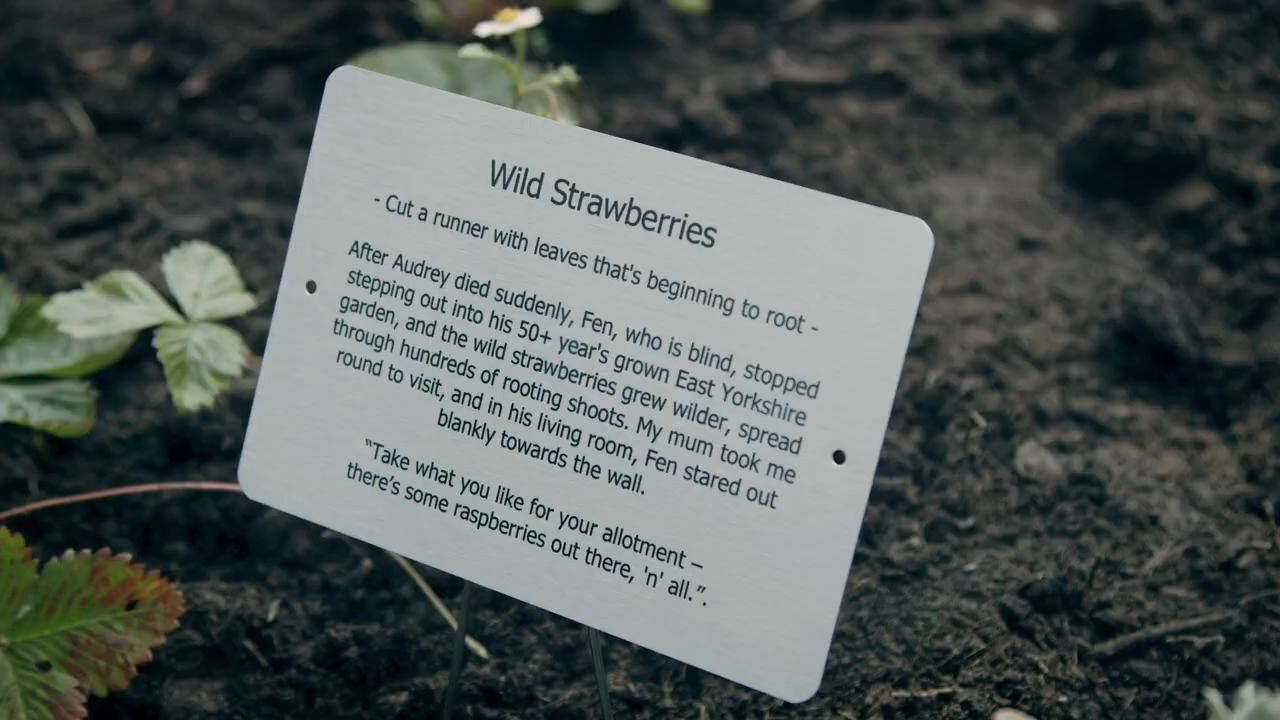 Wild Strawberries
- Cut a runner with leaves that's beginning to root -
After Audrey died suddenly, Fen, who is blind, stopped
stepping out into his 50+ year's grown East Yorkshire
garden, and the wild strawberries grew wilder, spread
through hundreds of rooting shoots. My mum took me
round to visit, and in his living room, Fen stared out
blankly towards the wall.
“Take what you like for your allotment –
there’s some raspberries out there, 'n' all.”.